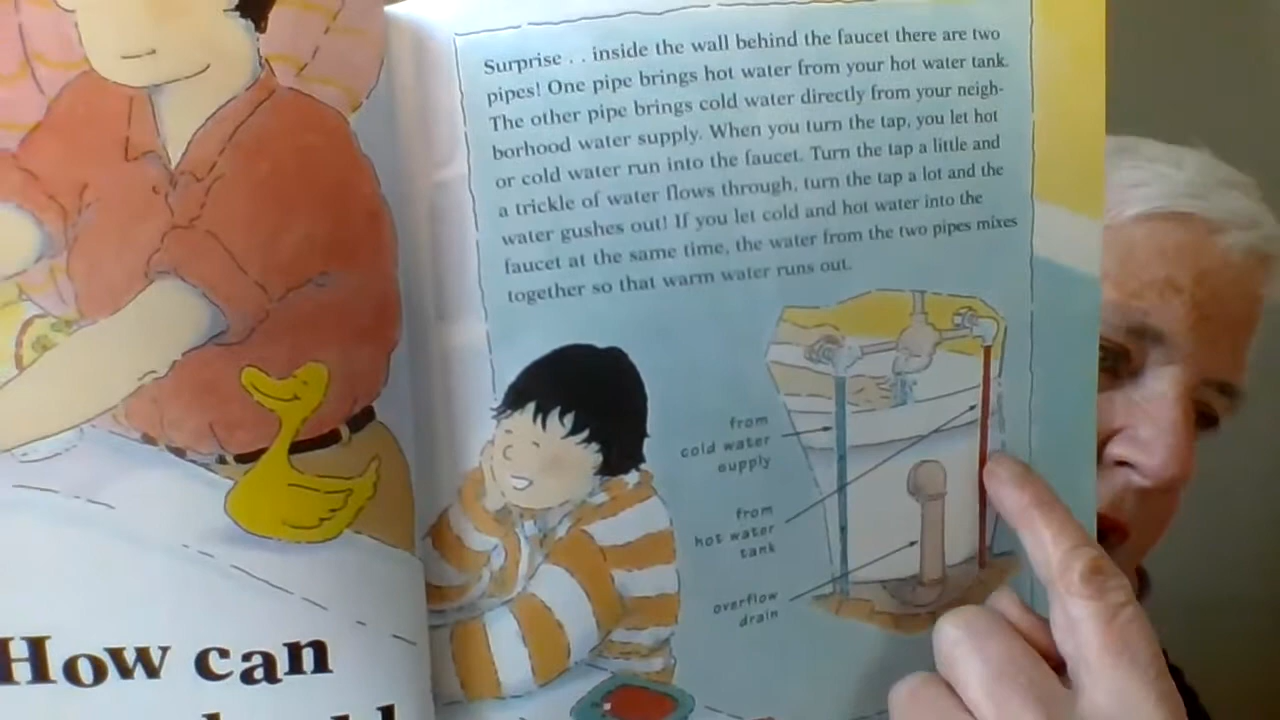 Surprise . . inside the wall behind the faucet there are two
pipes! One pipe brings hot water from your hot water tank.
The other pipe brings cold water directly from your neigh-
borhood water supply. When you turn the tap, you let hot
or cold water run into the faucet. Turn the tap a little and
a trickle of water flows through, turn the tap a lot and the
water gushes out! If you let cold and hot water into the
faucet at the same time, the water from the two pipes mixes
together so that warm water runs out.
from
cold water
supply
from
hot water
tank
overflow
drain
How can